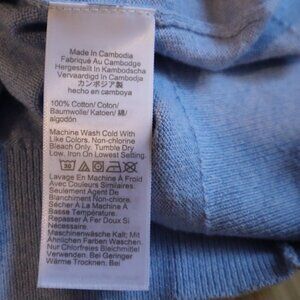 Made In Cambodia
Fabriqué Au Cambodge
Hergestellt In Kambodscha
Vervaardigd In Cambodja
カンボジア製
hecho en camboya
100% Cotton/ Coton/
Baumwolle/ Katoen/ 綿/
algodón
Machine Wash Cold With
Like Colors. Non-chlorine
Bleach Only. Tumble Dry
Low. Iron On Lowest Setting.
30
Lavage En Machine À Froid
Avec Couleurs Similaires.
Seulement Agent De
Blanchiment Non-chlore.
Séchage À La Machine À
Basse Température.
Repasser À Fer Doux Si
Nécessaire.
Maschinenwäsche Kalt; Mit
Ähnlichen Farben Waschen.
Nur Chlorfreies Bleichmittel
Verwenden. Bei Geringer
Wärme Trocknen. Bei